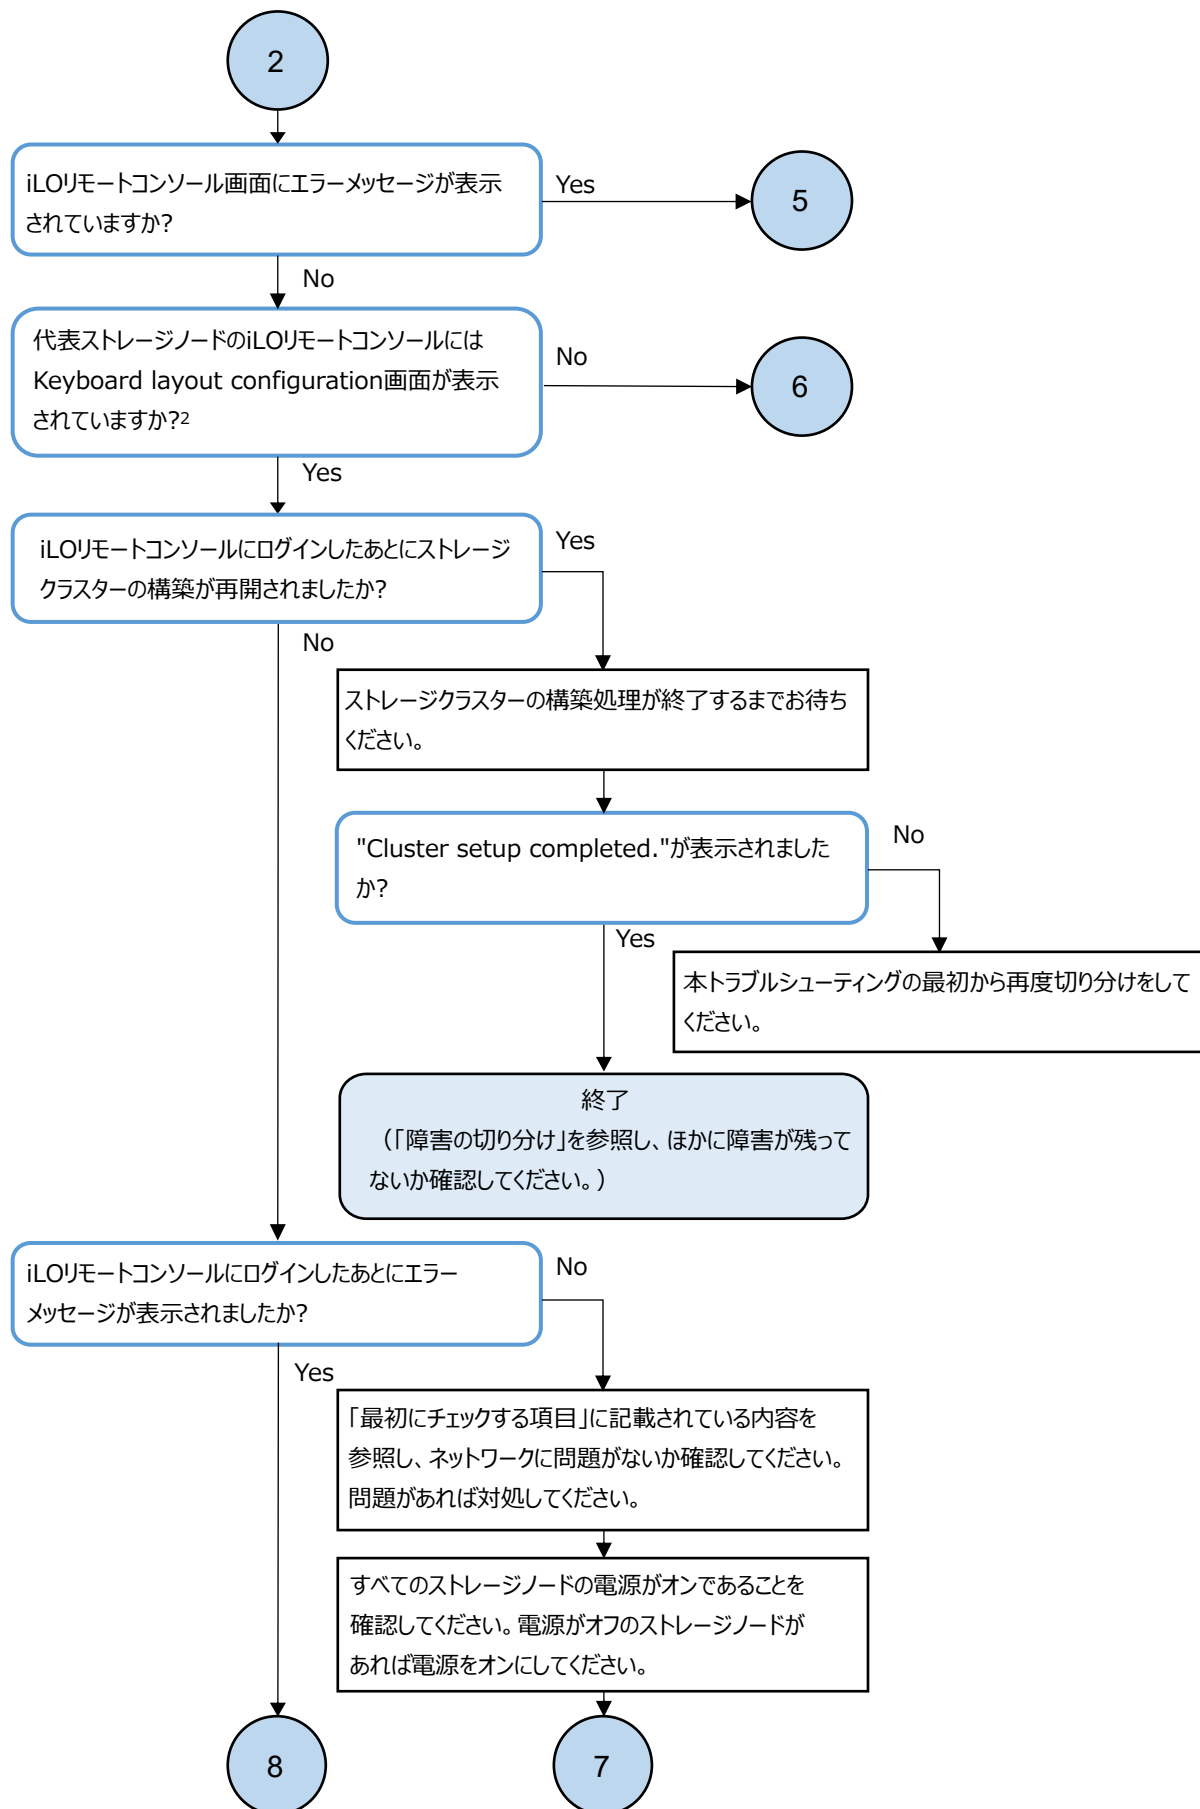 2
iLOリモートコンソール画面にエラーメッセージが表示
されていますか?
Yes
5
No
代表ストレージノードのiLOリモートコンソールには
Keyboard layout configuration画面が表示
されていますか?2
No
6
Yes
iLOリモートコンソールにログインしたあとにストレージ
クラスターの構築が再開されましたか?
Yes
No
ストレージクラスターの構築処理が終了するまでお待ち
ください。
"Cluster setup completed."が表示されました
か?
No
Yes
本トラブルシューティングの最初から再度切り分けをして
ください。
終了
（「障害の切り分け」を参照し、ほかに障害が残って
ないか確認してください。）
iLOリモートコンソールにログインしたあとにエラー
メッセージが表示されましたか?
No
Yes
「最初にチェックする項目」に記載されている内容を
参照し、ネットワークに問題がないか確認してください。
問題があれば対処してください。
すべてのストレージノードの電源がオンであることを
確認してください。電源がオフのストレージノードが
あれば電源をオンにしてください。
8
7